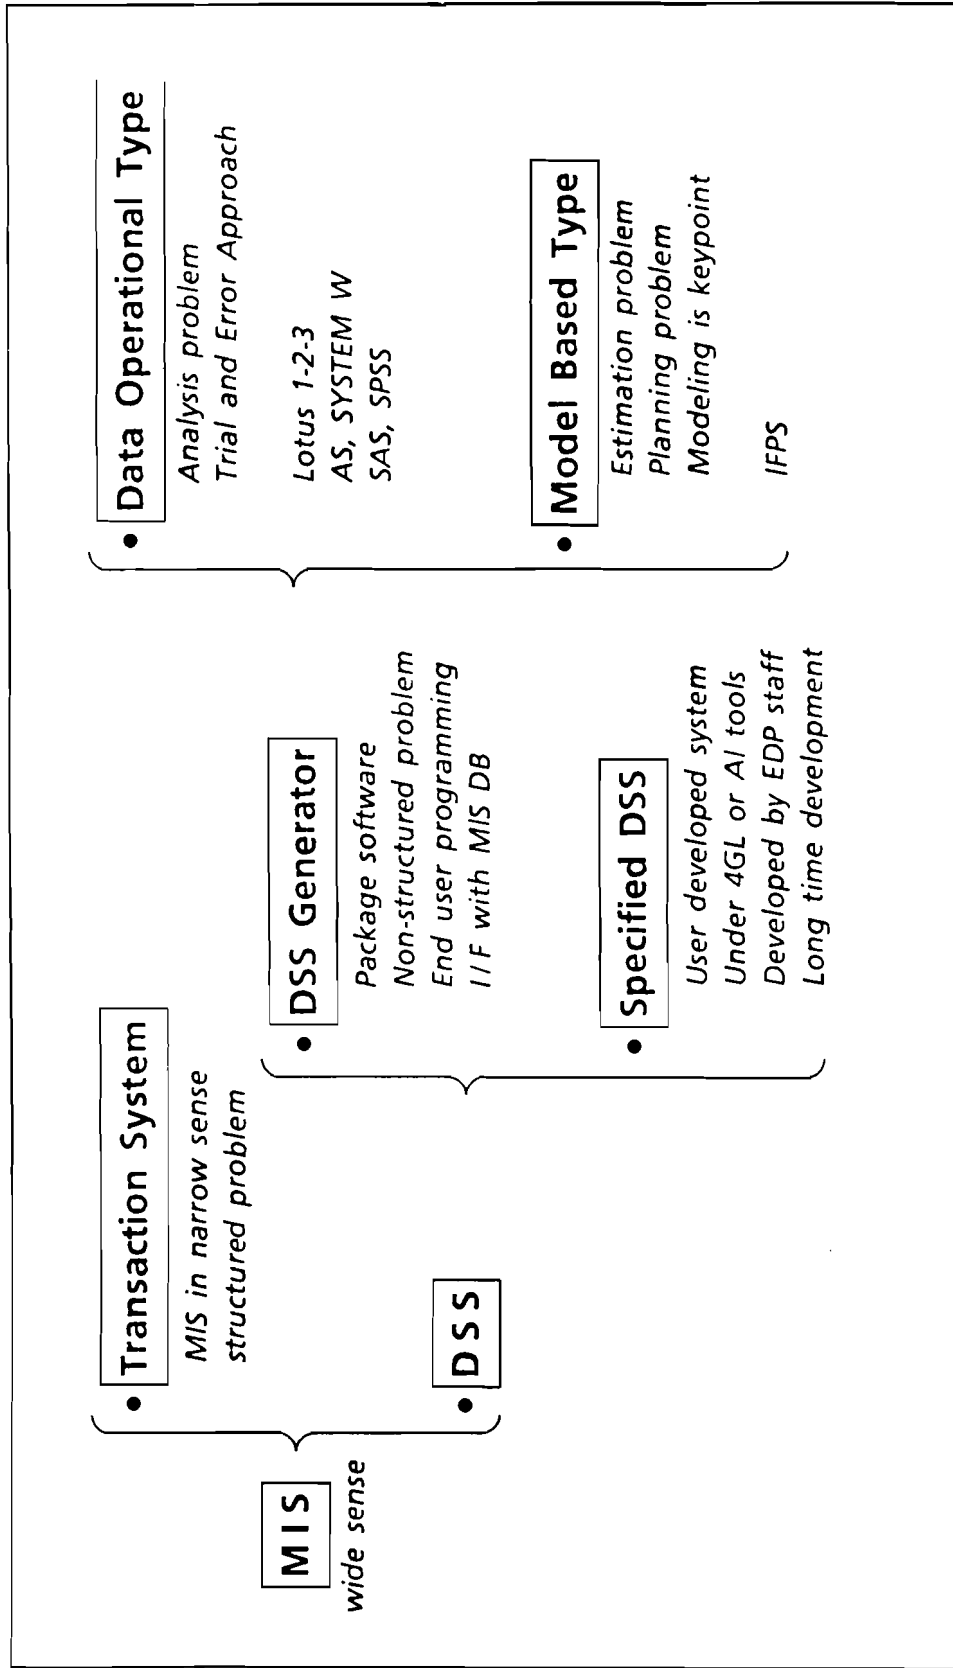 MIS
wide sense
• Transaction System
MIS in narrow sense
structured problem
• DSS
• DSS Generator
Package software
Non-structured problem
End user programming
I/F with MIS DB
• Specified DSS
User developed system
Under 4GL or AI tools
Developed by EDP staff
Long time development
• Data Operational Type
Analysis problem
Trial and Error Approach
Lotus 1-2-3
AS, SYSTEM W
SAS, SPSS
• Model Based Type
Estimation problem
Planning problem
Modeling is keypoint
IFPS